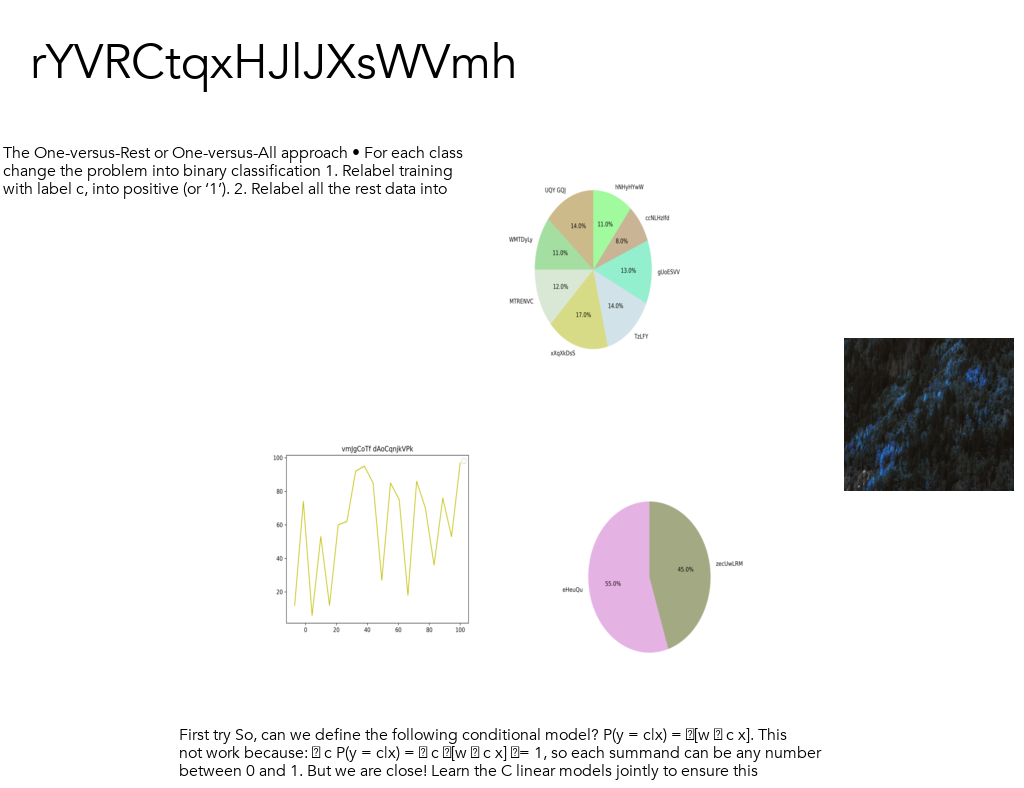 rYVRCtqxHJlJXsWVmh
The One-versus-Rest or One-versus-All approach • For each class
change the problem into binary classification 1. Relabel training
with label c, into positive (or ‘1’). 2. Relabel all the rest data into
UQY GQJ
hNHyHYwW
ccNLHzlfd
WMTDyLy
gUoESVV
MTRENVC
TzLFY
xXqXkDsS
14.0%
11.0%
8.0%
11.0%
13.0%
12.0%
14.0%
17.0%
vmJgCoTf dAoCqnjkVPk
100
80
60
40
20
0 20 40 60 80 100
zecUwLRM
45.0%
55.0%
eHeuQu
First try So, can we define the following conditional model? P(y = c|x) = [w c x]. This
not work because: c P(y = c|x) = c [w c x] = 1, so each summand can be any number
between 0 and 1. But we are close! Learn the C linear models jointly to ensure this